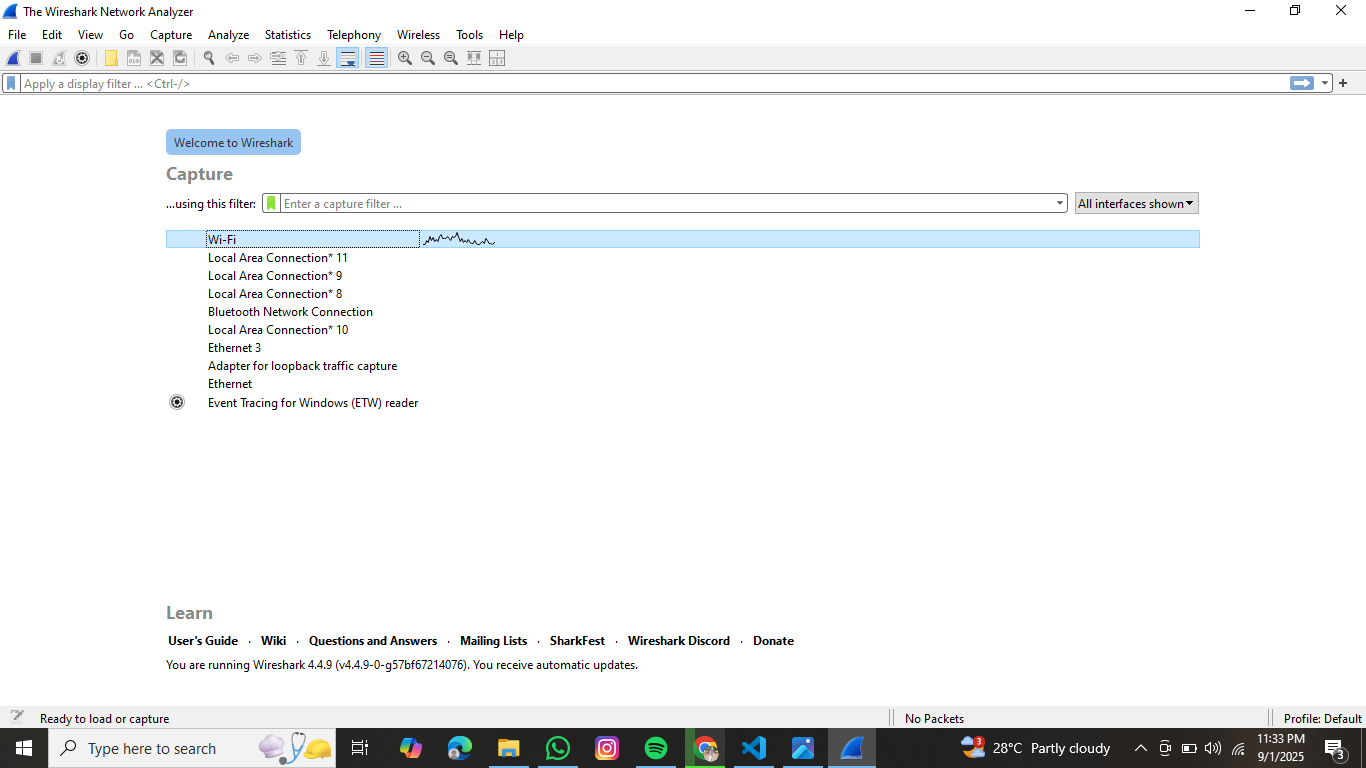 The Wireshark Network Analyzer
File Edit View Go Capture Analyze Statistics Telephony Wireless Tools Help
Apply a display filter ... <Ctrl-/>
Welcome to Wireshark
Capture
...using this filter: Enter a capture filter ... All interfaces shown
Wi-Fi
Local Area Connection* 11
Local Area Connection* 9
Local Area Connection* 8
Bluetooth Network Connection
Local Area Connection* 10
Ethernet 3
Adapter for loopback traffic capture
Ethernet
Event Tracing for Windows (ETW) reader
Learn
User's Guide · Wiki · Questions and Answers · Mailing Lists · SharkFest · Wireshark Discord · Donate
You are running Wireshark 4.4.9 (v4.4.9-0-g57bf67214076). You receive automatic updates.
Ready to load or capture No Packets Profile: Default
Type here to search 3 28°C Partly cloudy 11:33 PM
9/1/2025 3